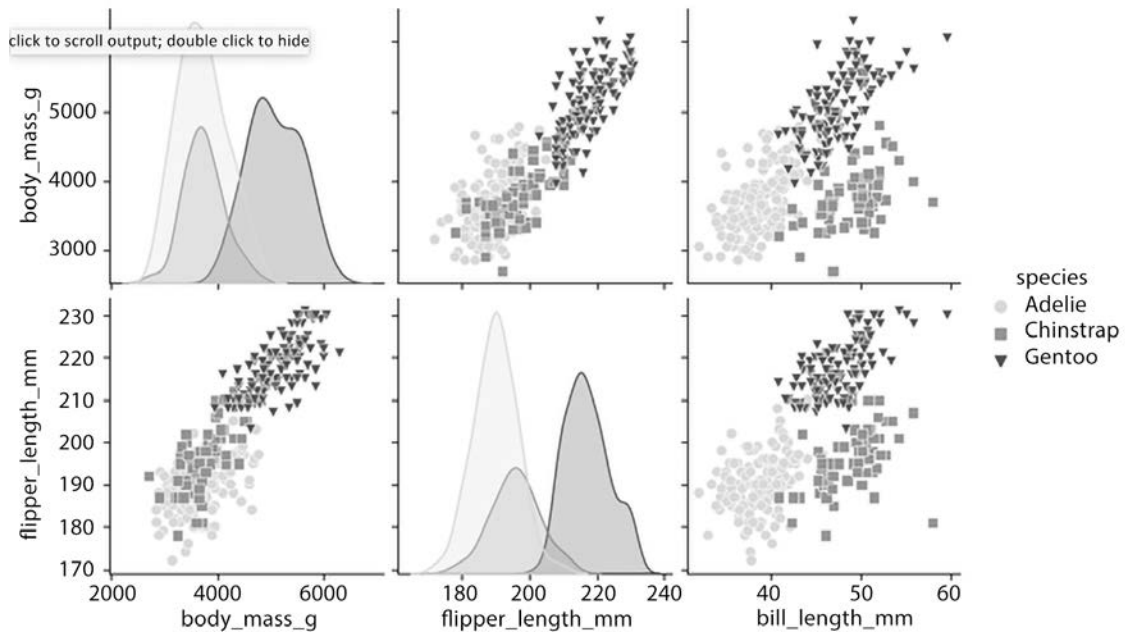 click to scroll output; double click to hide
body_mass_g
5000
4000
3000
flipper_length_mm
230
220
210
200
190
180
170
2000
4000
6000
body_mass_g
180
200
220
240
flipper_length_mm
40
50
60
bill_length_mm
species
Adelie
Chinstrap
Gentoo